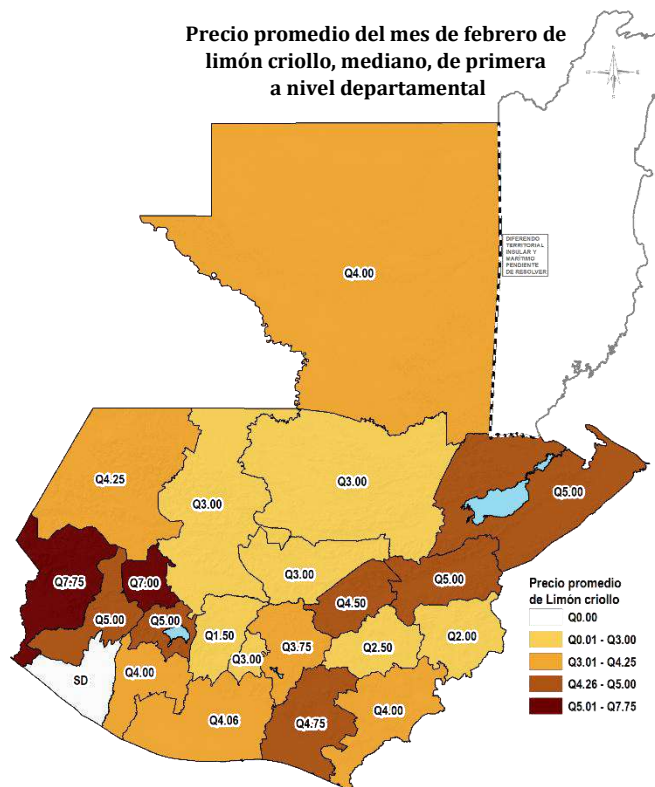 Precio promedio del mes de febrero de
limón criollo, mediano, de primera
a nivel departamental
N
DIFERENDO
TERRITORIAL
INSULAR Y
MARÍTIMO
PENDIENTE
DE RESOLVER
Q4.00
Q4.25
Q3.00
Q3.00
Q5.00
Q7:75
Q7:00
Q3.00
Q5.00
Q4.50
Q5.00
Q5.00
Q1.50
Q3.00
Q3.75
Q2.50
Q2.00
SD
Q4.00
Q4.06
Q4.75
Q4.00
Precio promedio
de Limón criollo
Q0.00
Q0.01 - Q3.00
Q3.01 - Q4.25
Q4.26 - Q5.00
Q5.01 - Q7.75